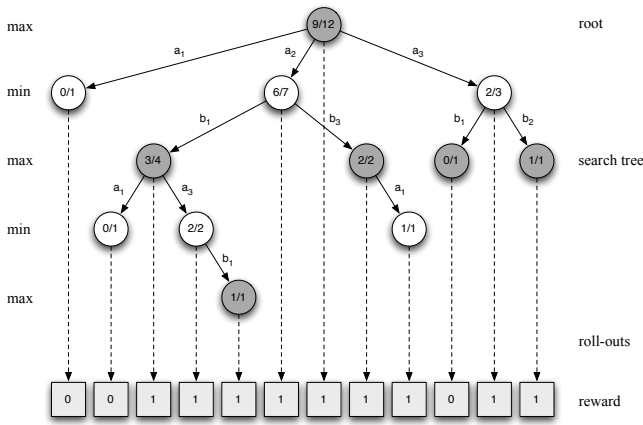 max 9/12 root
a1 a2 a3
min 0/1 6/7 2/3
b1 b3 b1 b2
max 3/4 2/2 0/1 1/1 search tree
a1 a3 a1
min 0/1 2/2 1/1
b1
max 1/1
roll-outs
0 0 1 1 1 1 1 1 1 0 1 1 reward